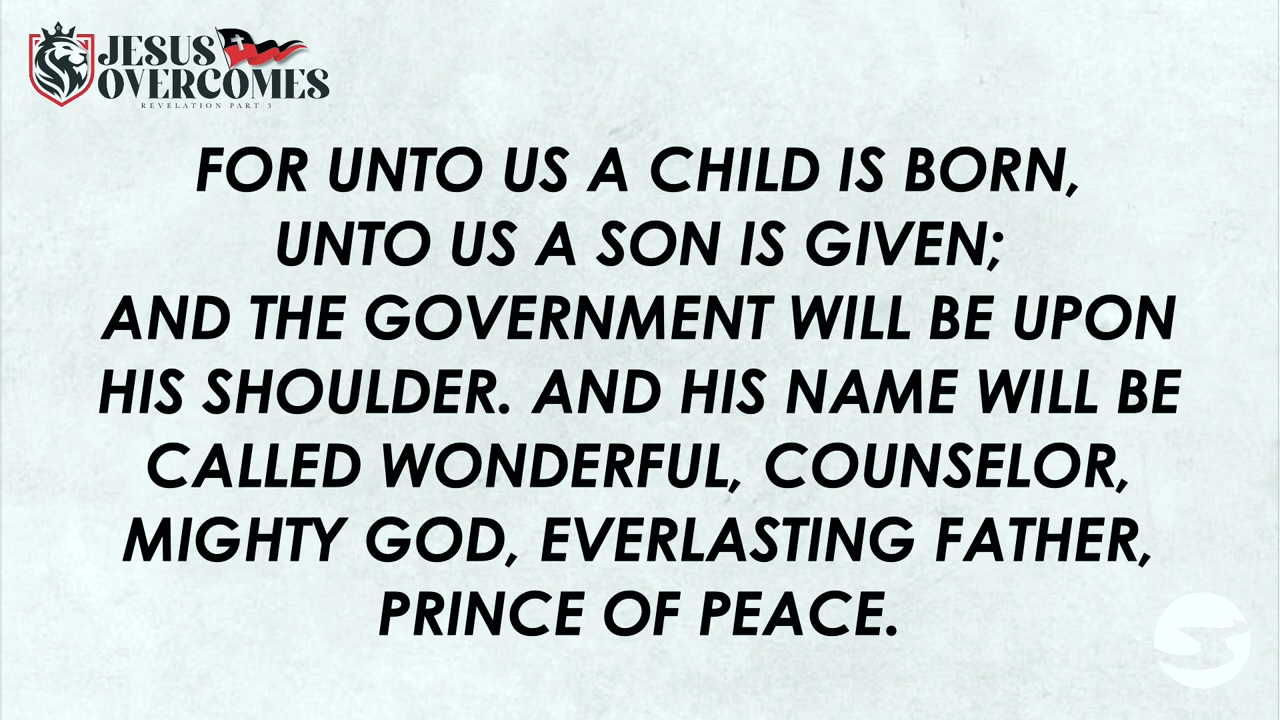 JESUS
OVERCOMES
REVELATION PART 3
FOR UNTO US A CHILD IS BORN,
UNTO US A SON IS GIVEN;
AND THE GOVERNMENT WILL BE UPON
HIS SHOULDER. AND HIS NAME WILL BE
CALLED WONDERFUL, COUNSELOR,
MIGHTY GOD, EVERLASTING FATHER,
PRINCE OF PEACE.